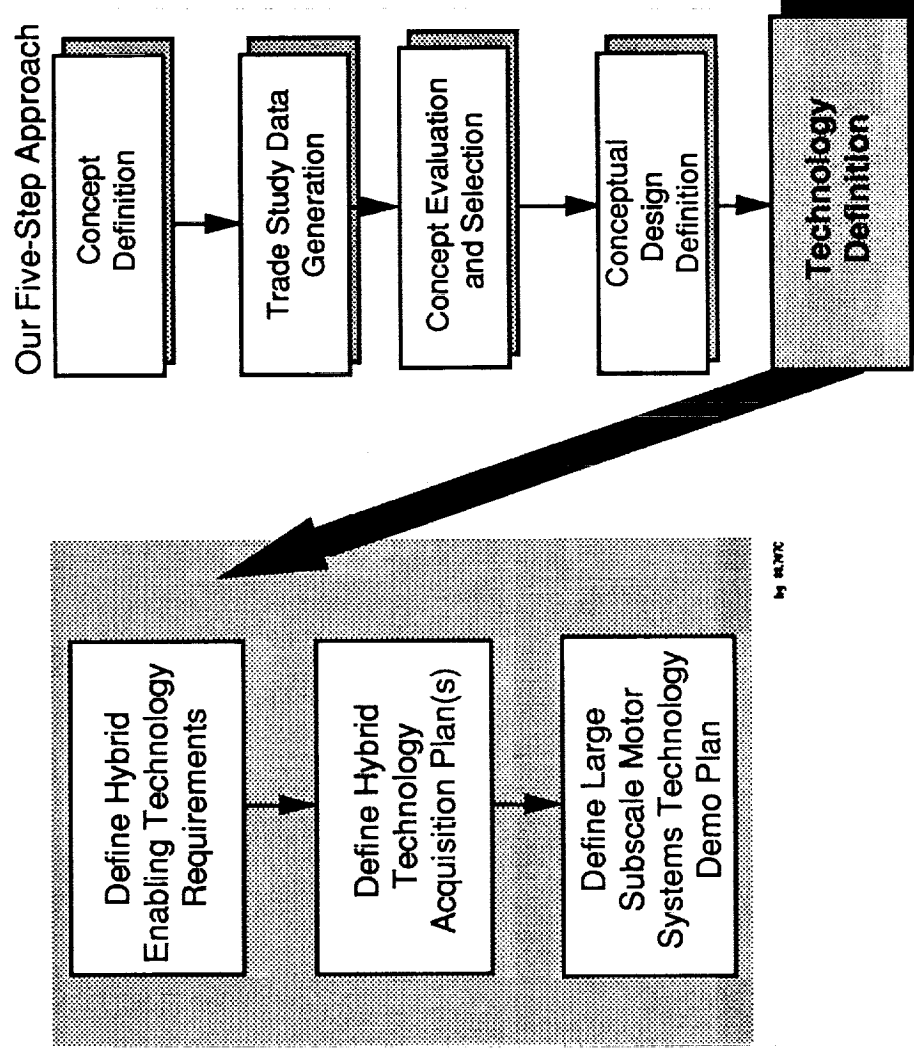 Our Five-Step Approach
Concept
Definition
Trade Study Data
Generation
Concept Evaluation
and Selection
Conceptual
Design
Definition
Technology
Definition
Define Hybrid
Enabling Technology
Requirements
Define Hybrid
Technology
Acquisition Plan(s)
Define Large
Subscale Motor
Systems Technology
Demo Plan